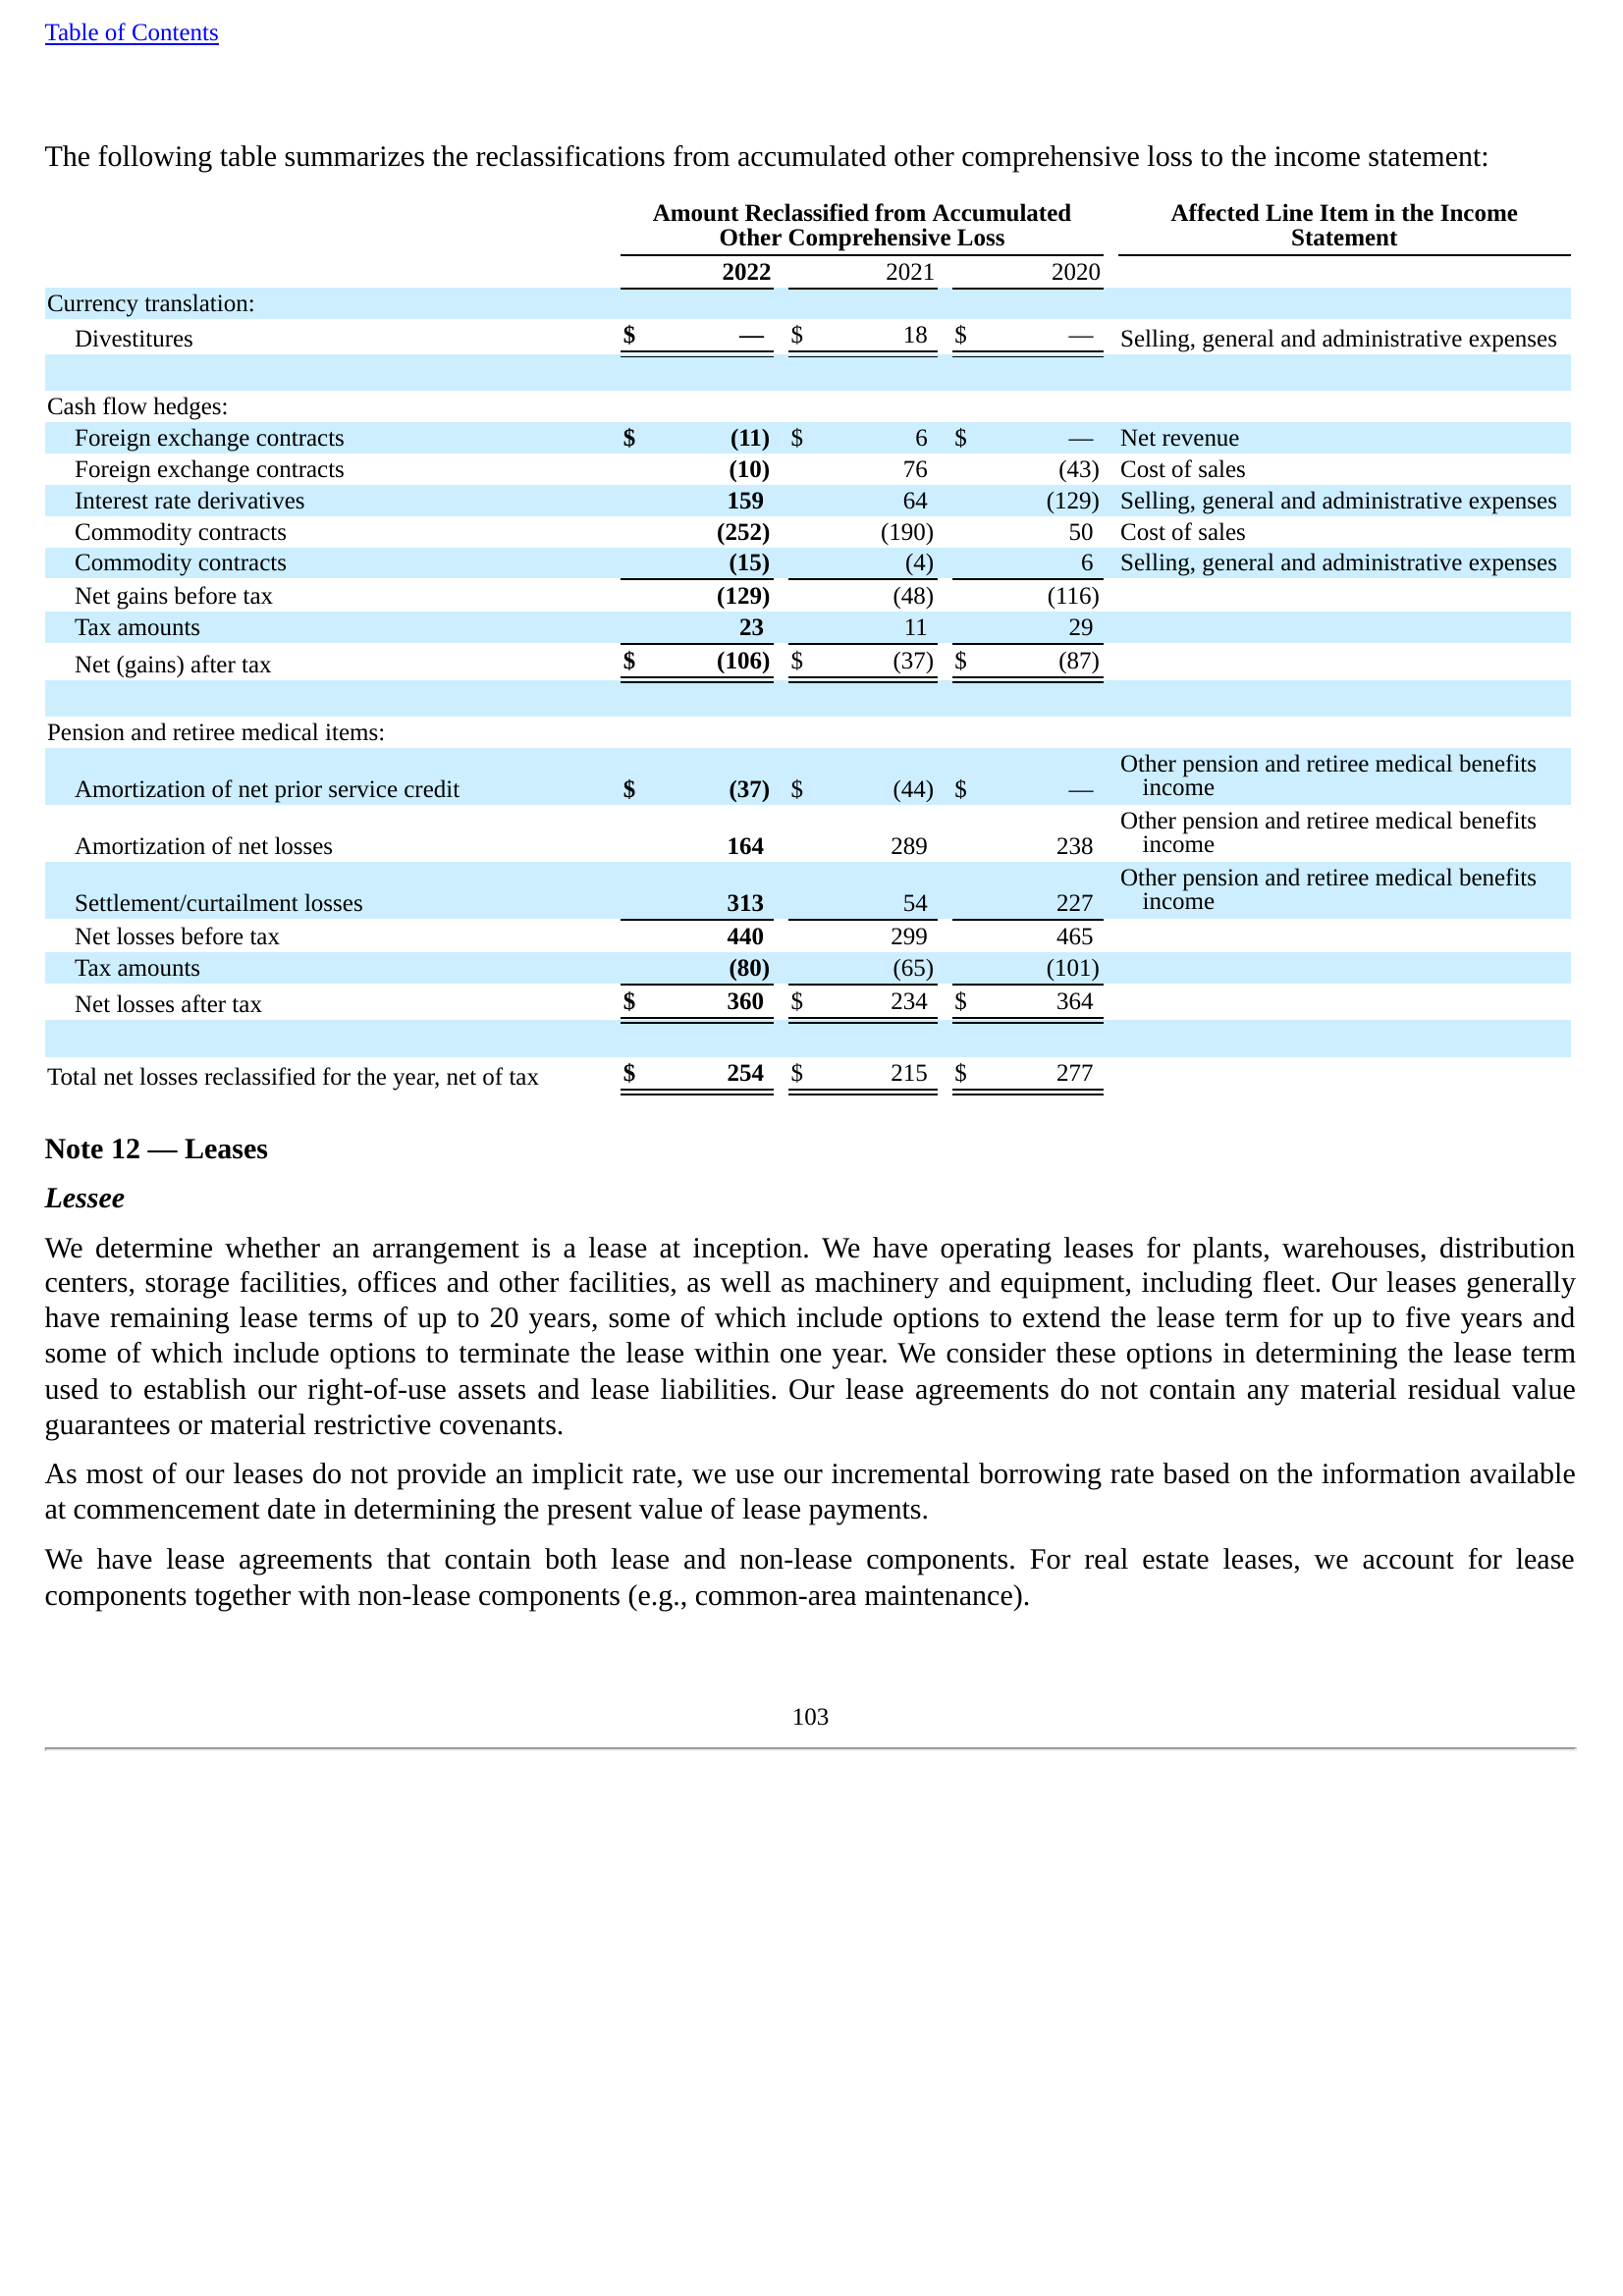 Table of Contents
The following table summarizes the reclassifications from accumulated other comprehensive loss to the income statement:
Amount Reclassified from Accumulated Other Comprehensive Loss Affected Line Item in the Income Statement
2022 2021 2020
Currency translation:
Divestitures $ — $ 18 $ — Selling, general and administrative expenses
Cash flow hedges:
Foreign exchange contracts $ (11) $ 6 $ — Net revenue
Foreign exchange contracts (10) 76 (43) Cost of sales
Interest rate derivatives 159 64 (129) Selling, general and administrative expenses
Commodity contracts (252) (190) 50 Cost of sales
Commodity contracts (15) (4) 6 Selling, general and administrative expenses
Net gains before tax (129) (48) (116)
Tax amounts 23 11 29
Net (gains) after tax $ (106) $ (37) $ (87)
Pension and retiree medical items:
Amortization of net prior service credit $ (37) $ (44) $ — Other pension and retiree medical benefits income
Amortization of net losses 164 289 238 Other pension and retiree medical benefits income
Settlement/curtailment losses 313 54 227 Other pension and retiree medical benefits income
Net losses before tax 440 299 465
Tax amounts (80) (65) (101)
Net losses after tax $ 360 $ 234 $ 364
Total net losses reclassified for the year, net of tax $ 254 $ 215 $ 277
Note 12 — Leases
Lessee
We determine whether an arrangement is a lease at inception. We have operating leases for plants, warehouses, distribution
centers, storage facilities, offices and other facilities, as well as machinery and equipment, including fleet. Our leases generally
have remaining lease terms of up to 20 years, some of which include options to extend the lease term for up to five years and
some of which include options to terminate the lease within one year. We consider these options in determining the lease term
used to establish our right-of-use assets and lease liabilities. Our lease agreements do not contain any material residual value
guarantees or material restrictive covenants.
As most of our leases do not provide an implicit rate, we use our incremental borrowing rate based on the information available
at commencement date in determining the present value of lease payments.
We have lease agreements that contain both lease and non-lease components. For real estate leases, we account for lease
components together with non-lease components (e.g., common-area maintenance).
103